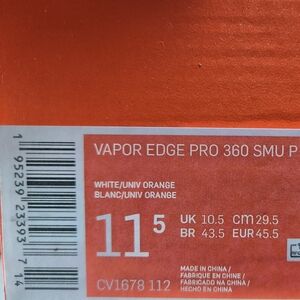 VAPOR EDGE PRO 360 SMU P
WHITE/UNIV ORANGE
BLANC/UNIV ORANGE
11 5
UK 10.5 CM 29.5
BR 43.5 EUR 45.5
MADE IN CHINA /
FABRIQUE EN CHINE /
FABRICADO NA CHINA /
HECHO EN CHINA
CV1678 112
1 95239 23393 7 14